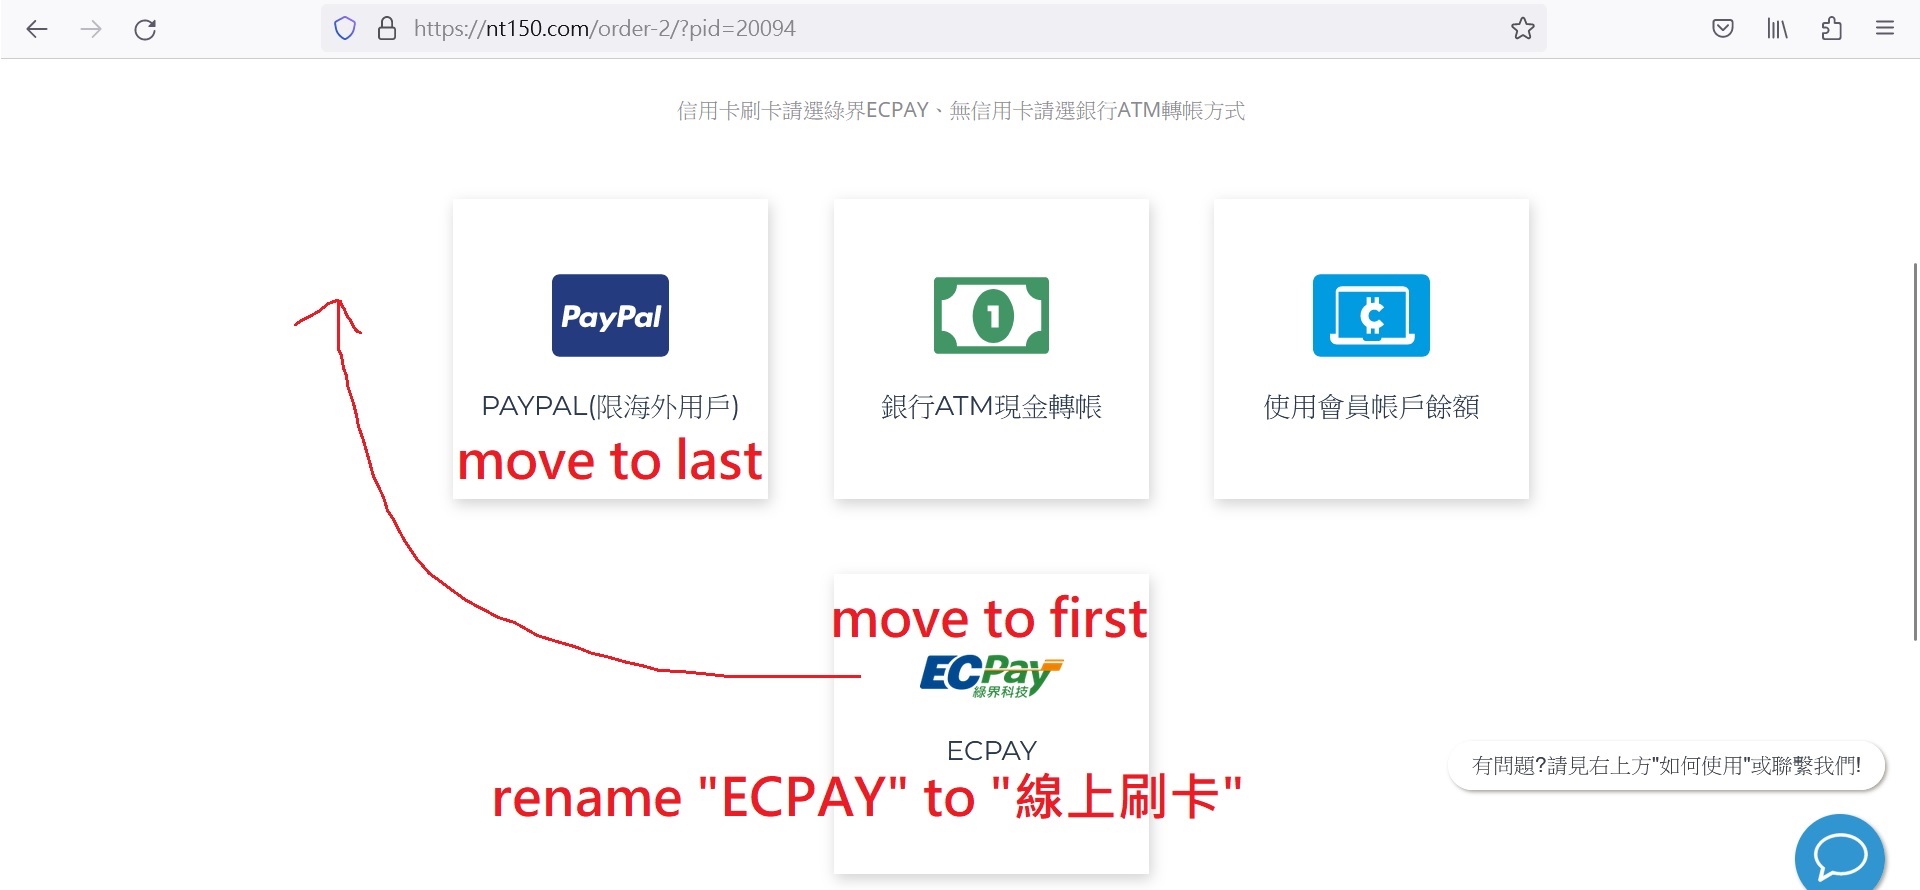 https://nt150.com/order-2/?pid=20094
信用卡刷卡請選綠界ECPAY、無信用卡請選銀行ATM轉帳方式
PayPal
PAYPAL(限海外用戶)
move to last
1
銀行ATM現金轉帳
₵
使用會員帳戶餘額
move to first
ECPay
綠界科技
ECPAY
rename "ECPAY" to "線上刷卡"
有問題?請見右上方"如何使用"或聯繫我們!